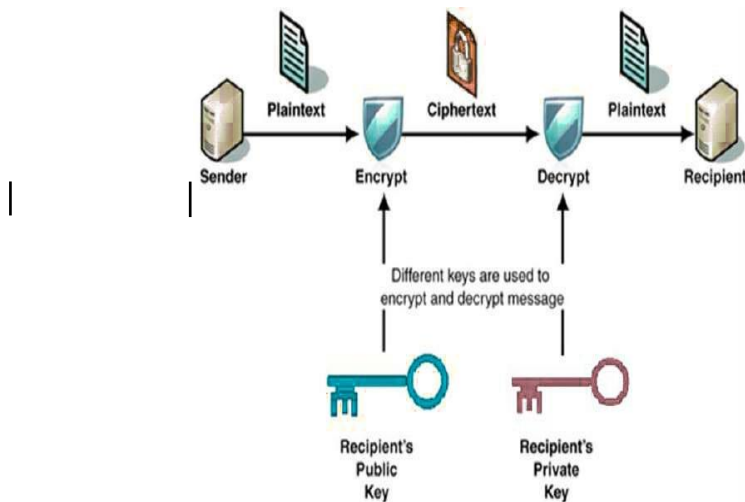 Plaintext
Ciphertext
Plaintext
Sender
Encrypt
Decrypt
Recipient
Different keys are used to
encrypt and decrypt message
Recipient's
Public
Key
Recipient's
Private
Key